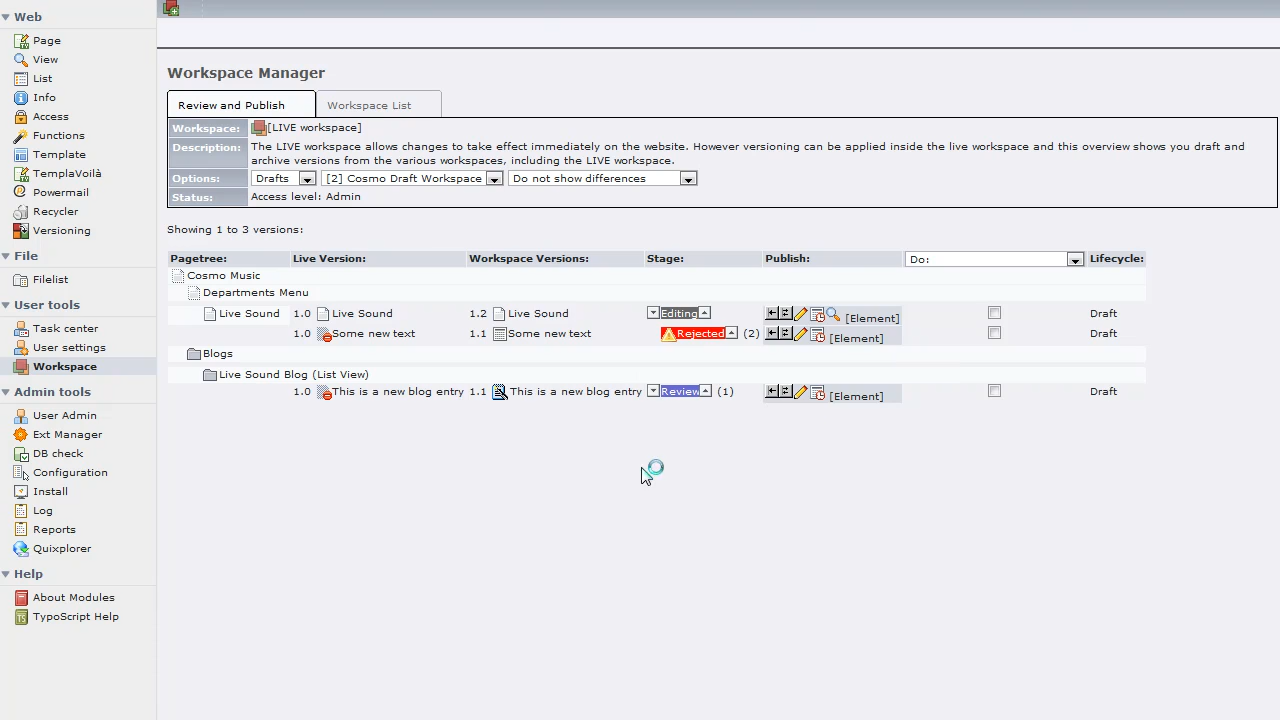 Web
Page
View
List
Info
Access
Functions
Template
TemplaVoilà
Powermail
Recycler
Versioning
File
Filelist
User tools
Task center
User settings
Workspace
Admin tools
User Admin
Ext Manager
DB check
Configuration
Install
Log
Reports
Quixplorer
Help
About Modules
TypoScript Help
Workspace Manager
Review and Publish Workspace List
Workspace: [LIVE workspace]
Description: The LIVE workspace allows changes to take effect immediately on the website. However versioning can be applied inside the live workspace and this overview shows you draft and
archive versions from the various workspaces, including the LIVE workspace.
Options: Drafts [2] Cosmo Draft Workspace Do not show differences
Status: Access level: Admin
Showing 1 to 3 versions:
Pagetree: Live Version: Workspace Versions: Stage: Publish: Do: Lifecycle:
Cosmo Music
Departments Menu
Live Sound 1.0 Live Sound 1.2 Live Sound Editing [Element] Draft
1.0 Some new text 1.1 Some new text Rejected (2) [Element] Draft
Blogs
Live Sound Blog (List View)
1.0 This is a new blog entry 1.1 This is a new blog entry Review (1) [Element] Draft